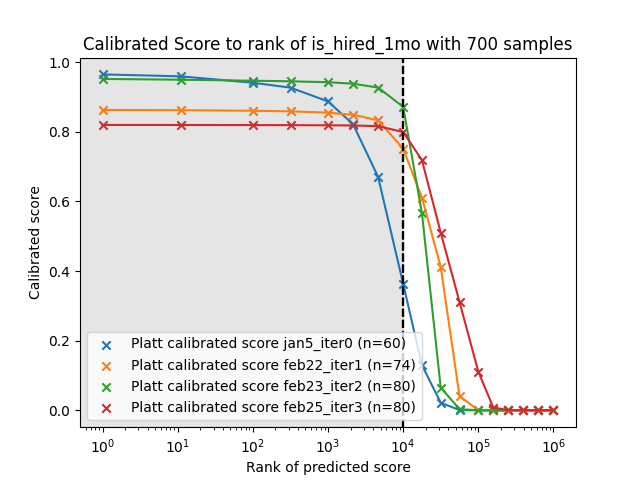 Calibrated Score to rank of is_hired_1mo with 700 samples
Calibrated score
1.0
0.8
0.6
0.4
0.2
0.0
Platt calibrated score jan5_iter0 (n=60)
Platt calibrated score feb22_iter1 (n=74)
Platt calibrated score feb23_iter2 (n=80)
Platt calibrated score feb25_iter3 (n=80)
10⁰ 10¹ 10² 10³ 10⁴ 10⁵ 10⁶
Rank of predicted score